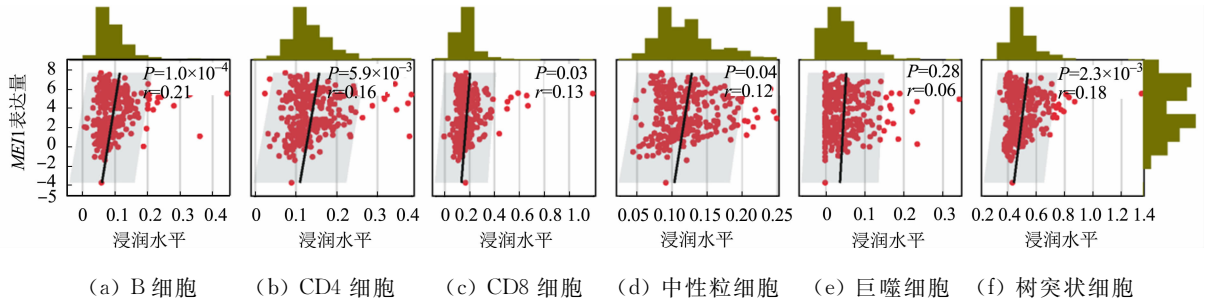 MEI1表达量
8
6
4
2
0
−2
−4
−5
P=1.0×10⁻⁴
r=0.21
0 0.1 0.2 0.3 0.4
浸润水平
(a) B 细胞
P=5.9×10⁻³
r=0.16
0 0.1 0.2 0.3 0.4
浸润水平
(b) CD4 细胞
P=0.03
r=0.13
0 0.2 0.4 0.6 0.8 1.0
浸润水平
(c) CD8 细胞
P=0.04
r=0.12
0.05 0.10 0.15 0.20 0.25
浸润水平
(d) 中性粒细胞
P=0.28
r=0.06
0 0.1 0.2 0.3
浸润水平
(e) 巨噬细胞
P=2.3×10⁻³
r=0.18
0.2 0.4 0.6 0.8 1.0 1.2 1.4
浸润水平
(f) 树突状细胞